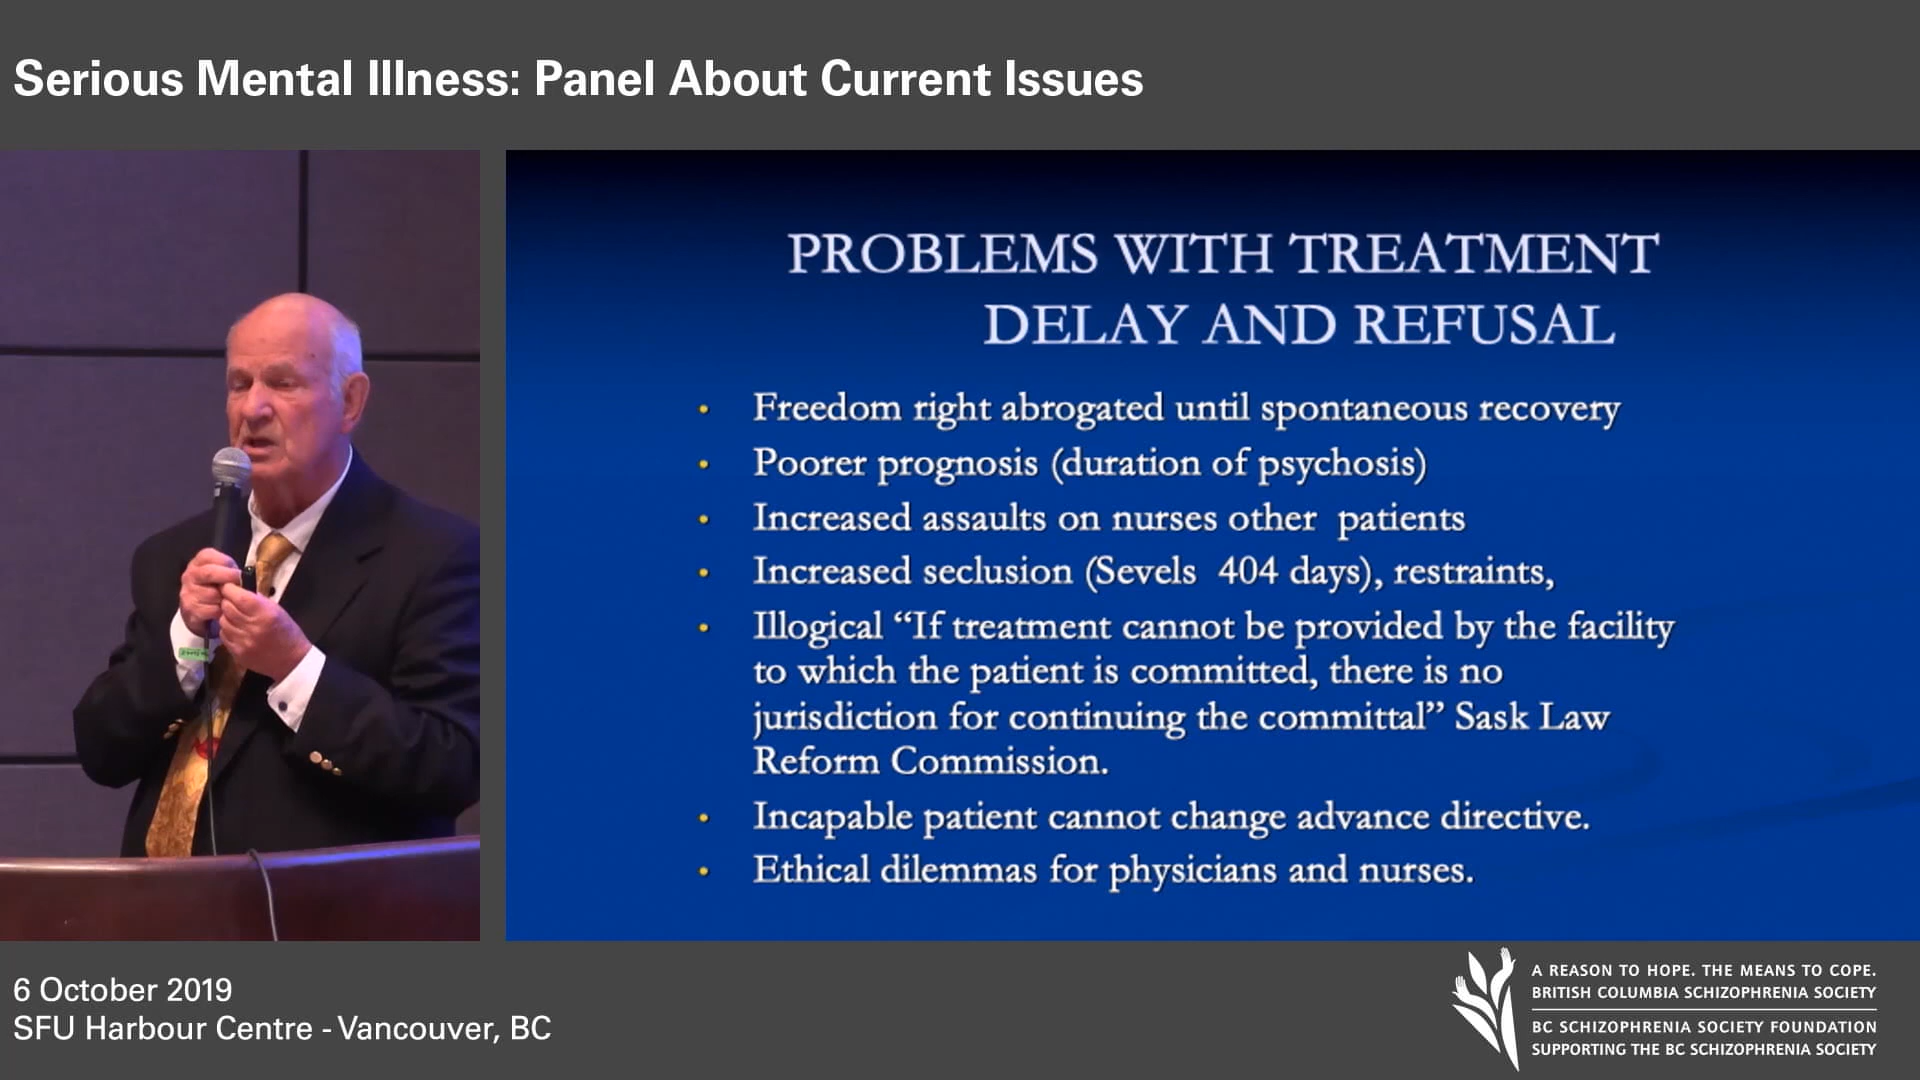 Serious Mental Illness: Panel About Current Issues
PROBLEMS WITH TREATMENT
DELAY AND REFUSAL
• Freedom right abrogated until spontaneous recovery
• Poorer prognosis (duration of psychosis)
• Increased assaults on nurses other  patients
• Increased seclusion (Sevels  404 days), restraints,
• Illogical “If treatment cannot be provided by the facility
to which the patient is committed, there is no
jurisdiction for continuing the committal” Sask Law
Reform Commission.
• Incapable patient cannot change advance directive.
• Ethical dilemmas for physicians and nurses.
6 October 2019
SFU Harbour Centre - Vancouver, BC
A REASON TO HOPE. THE MEANS TO COPE.
BRITISH COLUMBIA SCHIZOPHRENIA SOCIETY
BC SCHIZOPHRENIA SOCIETY FOUNDATION
SUPPORTING THE BC SCHIZOPHRENIA SOCIETY